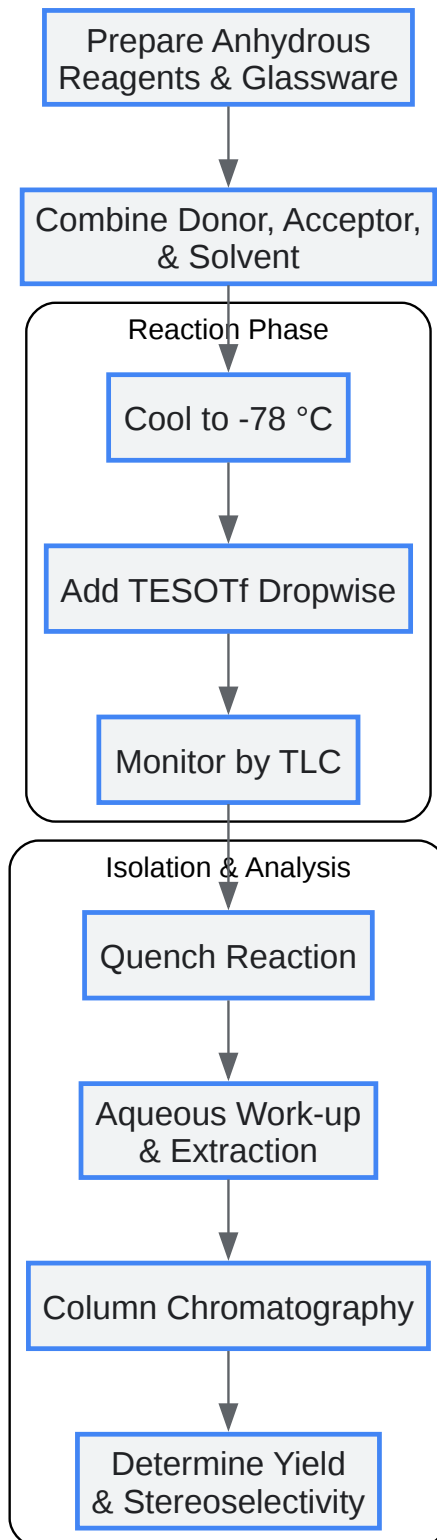 Prepare Anhydrous
Reagents & Glassware
Combine Donor, Acceptor,
& Solvent
Reaction Phase
Cool to -78 °C
Add TESOTf Dropwise
Monitor by TLC
Isolation & Analysis
Quench Reaction
Aqueous Work-up
& Extraction
Column Chromatography
Determine Yield
& Stereoselectivity